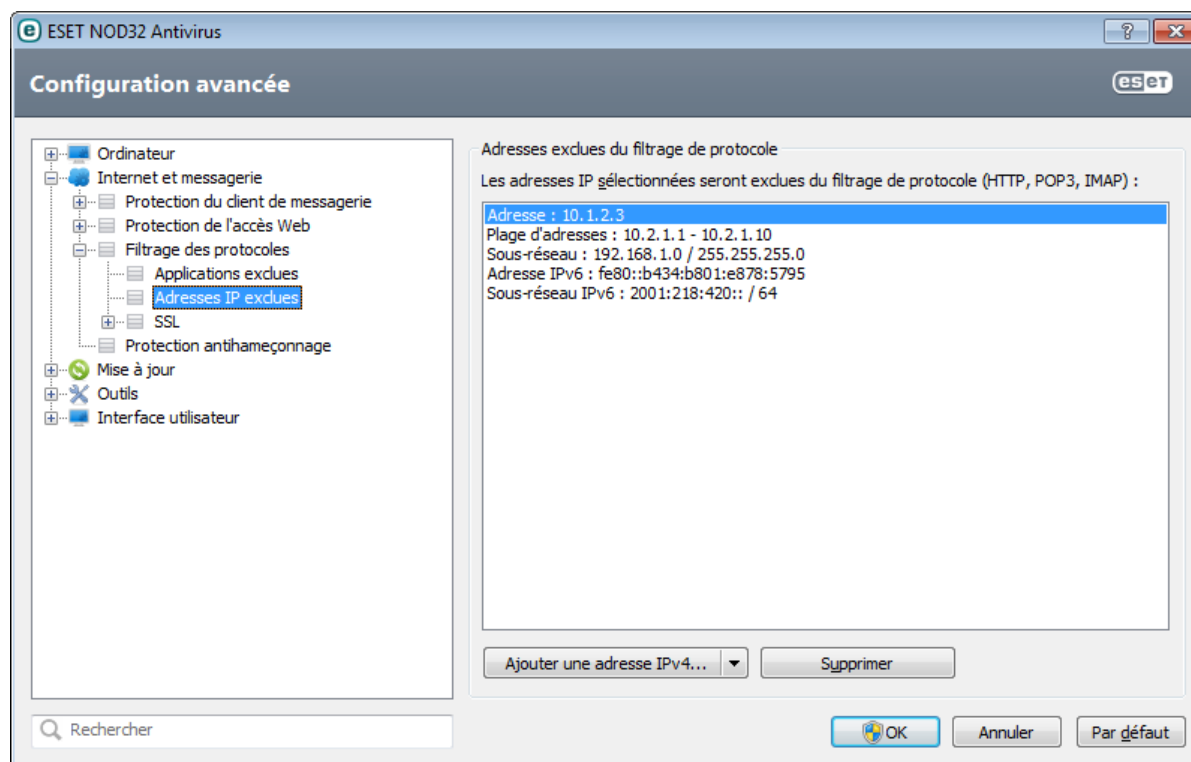 ESET NOD32 Antivirus
?
Configuration avancée
eseT
Ordinateur
Internet et messagerie
Protection du client de messagerie
Protection de l'accès Web
Filtrage des protocoles
Applications exclues
Adresses IP exclues
SSL
Protection antihameçonnage
Mise à jour
Outils
Interface utilisateur
Rechercher
Adresses exclues du filtrage de protocole
Les adresses IP sélectionnées seront exclues du filtrage de protocole (HTTP, POP3, IMAP) :
Adresse : 10.1.2.3
Plage d'adresses : 10.2.1.1 - 10.2.1.10
Sous-réseau : 192.168.1.0 / 255.255.255.0
Adresse IPv6 : fe80::b434:b801:e878:5795
Sous-réseau IPv6 : 2001:218:420:: / 64
Ajouter une adresse IPv4...
Supprimer
OK
Annuler
Par défaut